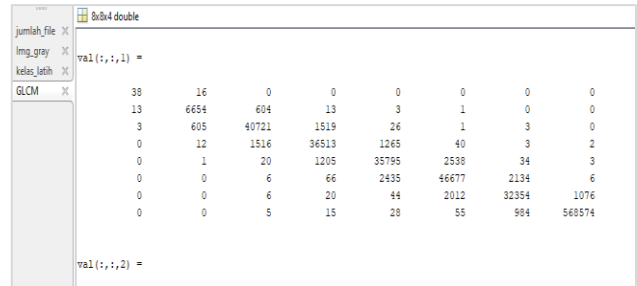 8x8x4 double
jumlah_file
Img_gray
kelas_latih
GLCM
val(:,:,1) =
38 16 0 0 0 0 0 0
13 6654 604 13 3 1 0 0
3 605 40721 1519 26 1 3 0
0 12 1516 36513 1265 40 3 2
0 1 20 1205 35795 2538 34 3
0 0 6 66 2435 46677 2134 6
0 0 6 20 44 2012 32354 1076
0 0 5 15 28 55 984 568574
val(:,:,2) =